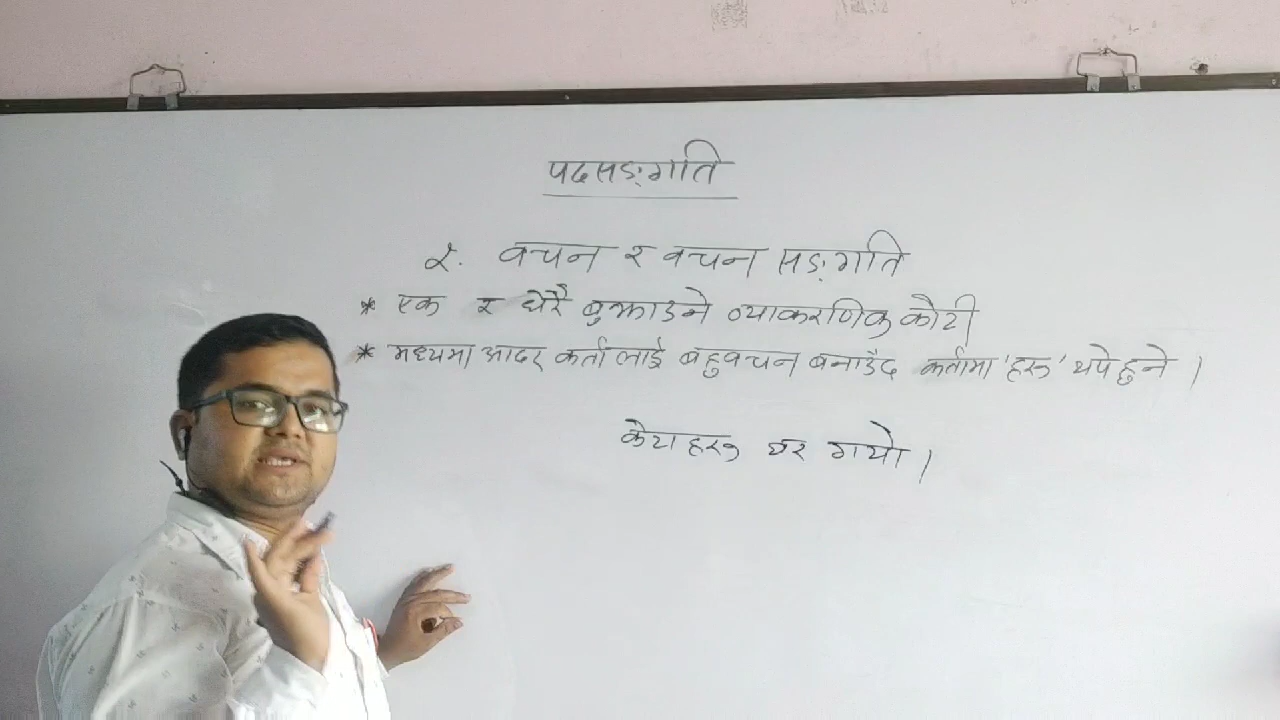 पदसङ्गति
२. वचन र वचन सङ्गति
* एक र धेरै बुझाउने व्याकरणिक कोटी
* मध्यमा आदर कर्तालाई बहुवचन बनाउँदा कर्तामा 'हरू' थपे हुने ।
केटाहरू घर गयो ।